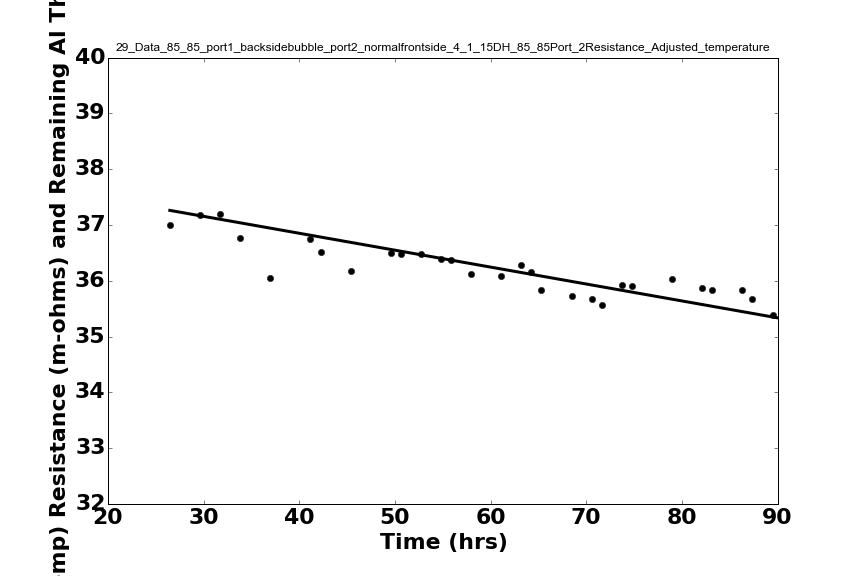 29_Data_85_85_port1_backsidebubble_port2_normalfrontside_4_1_15DH_85_85Port_2Resistance_Adjusted_temperature
mp) Resistance (m-ohms) and Remaining Al Th
40
39
38
37
36
35
34
33
32
20 30 40 50 60 70 80 90
Time (hrs)